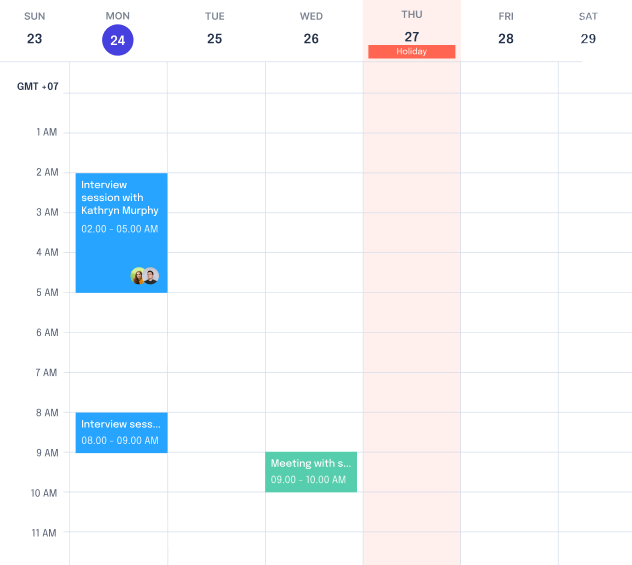 SUN MON TUE WED THU FRI SAT
23 24 25 26 27 28 29
Holiday
GMT +07
1 AM
2 AM
Interview
session with
Kathryn Murphy
02.00 - 05.00 AM
3 AM
4 AM
5 AM
6 AM
7 AM
8 AM
Interview sess...
08.00 - 09.00 AM
9 AM
Meeting with s...
09.00 - 10.00 AM
10 AM
11 AM